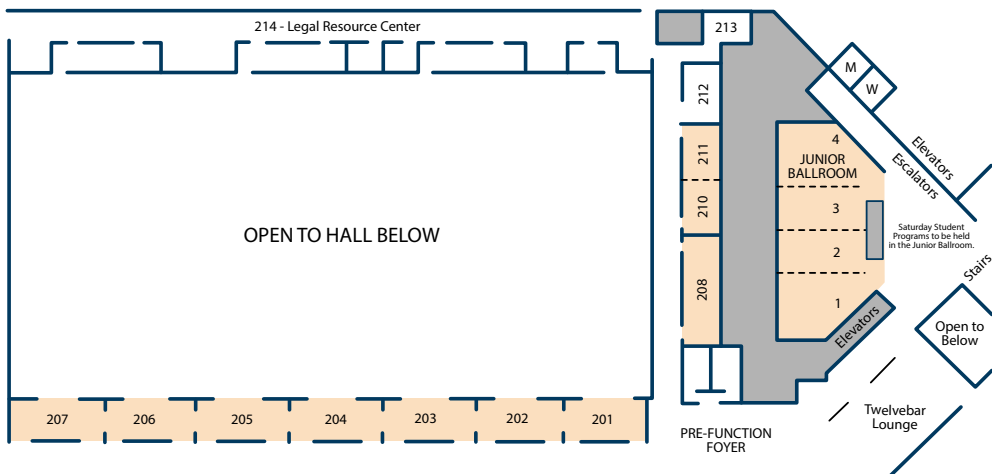 214 - Legal Resource Center
213
M
W
212
211
210
208
4
JUNIOR
BALLROOM
3
2
1
Elevators
Escalators
Saturday Student
Programs to be held
in the Junior Ballroom.
Stairs
OPEN TO HALL BELOW
Elevators
Open to
Below
Twelvebar
Lounge
207
206
205
204
203
202
201
PRE-FUNCTION
FOYER